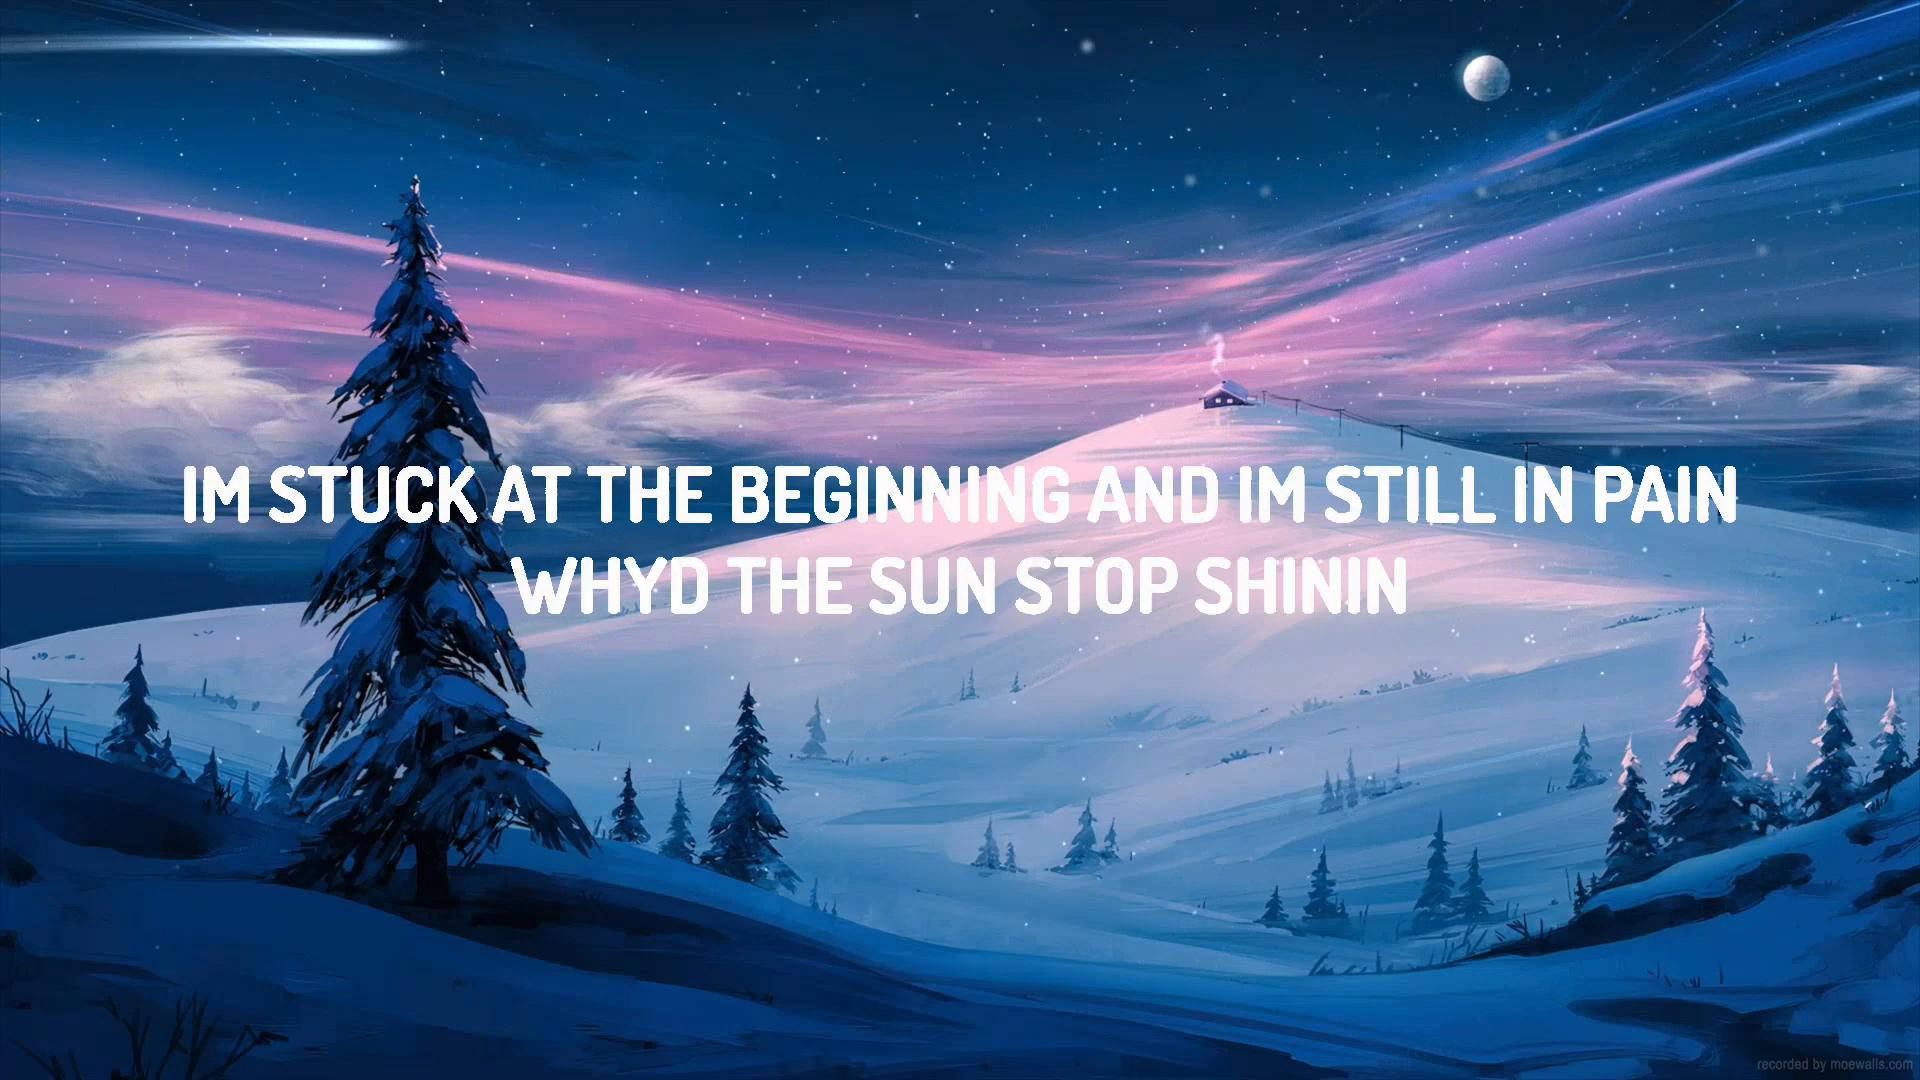 IM STUCK AT THE BEGINNING AND IM STILL IN PAIN
WHYD THE SUN STOP SHININ
recorded by moewalls.com